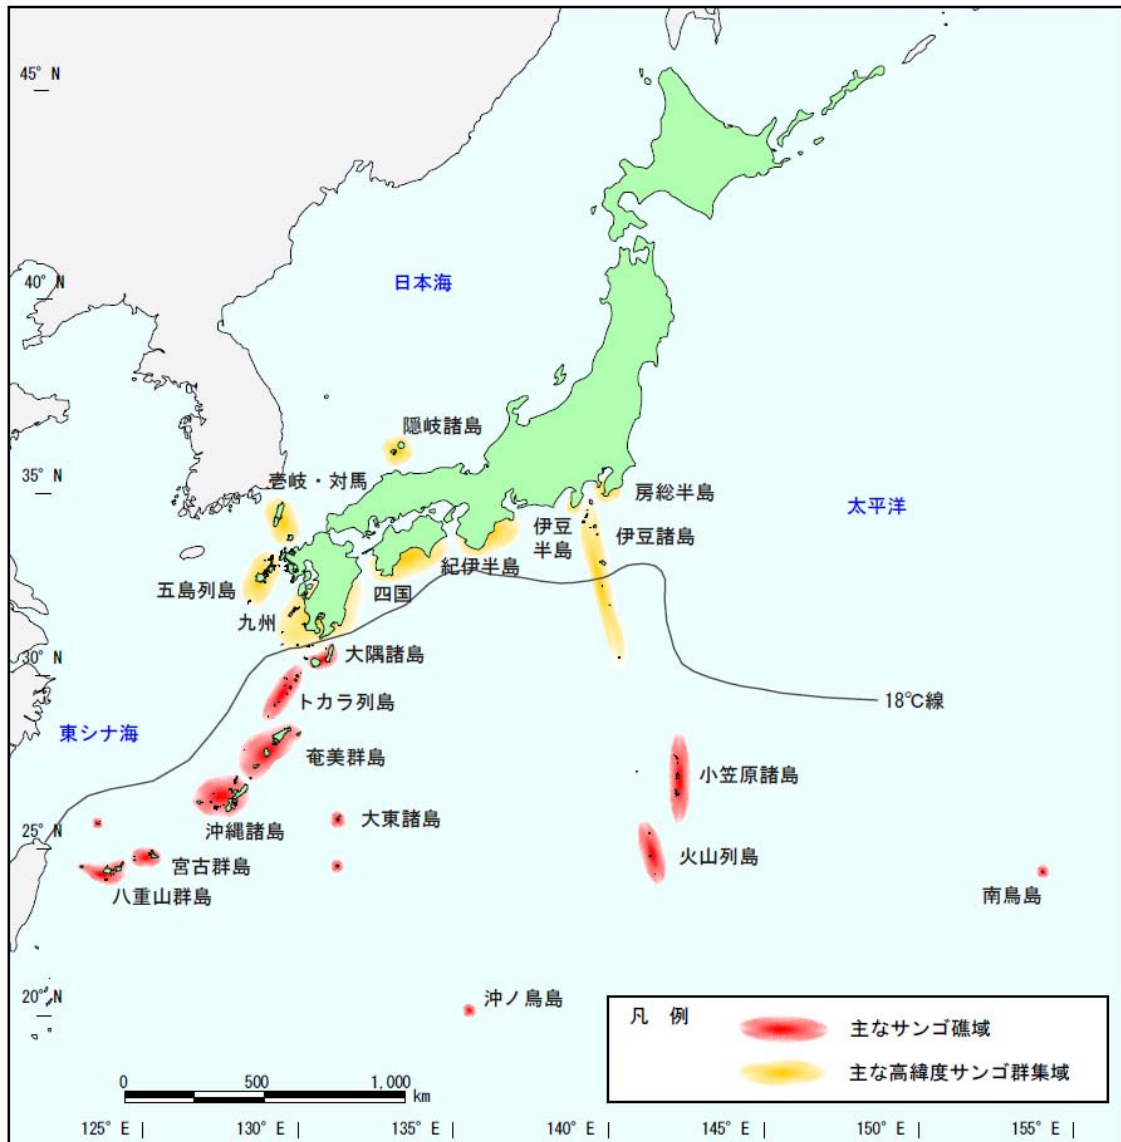 45° N
40° N
日本海
隠岐諸島
35° N
壱岐・対馬
房総半島
太平洋
伊豆
半島
伊豆諸島
紀伊半島
五島列島
四国
九州
30° N
大隅諸島
トカラ列島
18℃線
東シナ海
奄美群島
小笠原諸島
大東諸島
沖縄諸島
25° N
宮古群島
火山列島
八重山群島
南鳥島
20° N
沖ノ鳥島
凡 例
主なサンゴ礁域
主な高緯度サンゴ群集域
0 500 1,000
km
125° E 130° E 135° E 140° E 145° E 150° E 155° E